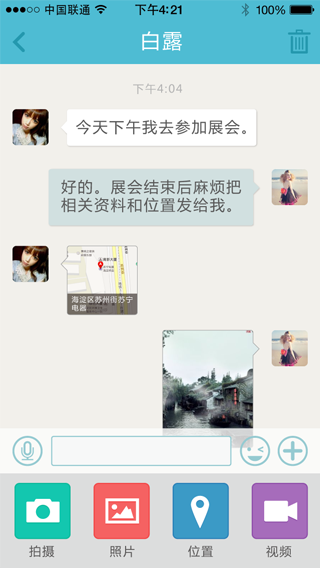 中国联通 下午4:21 100%
白露
下午4:04
今天下午我去参加展会。
好的。展会结束后麻烦把
相关资料和位置发给我。
海淀区苏州街苏宁
电器
拍摄 照片 位置 视频